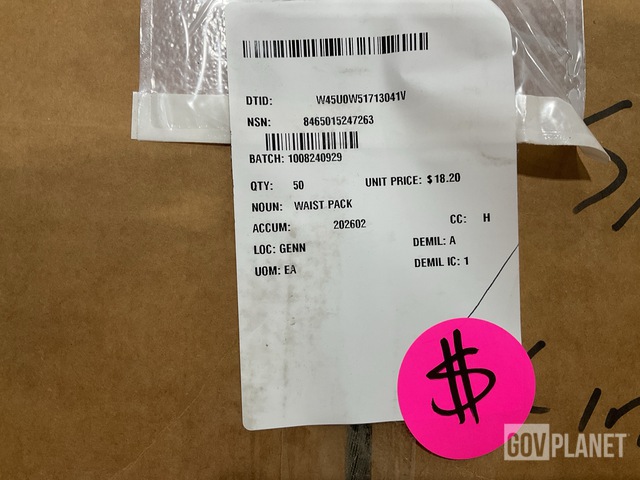 DTID: W45U0W51713041V
NSN: 8465015247263
BATCH: 1008240929
QTY: 50 UNIT PRICE: $18.20
NOUN: WAIST PACK
ACCUM: 202602 CC: H
LOC: GENN DEMIL: A
UOM: EA DEMIL IC: 1
$
GOVPLANET